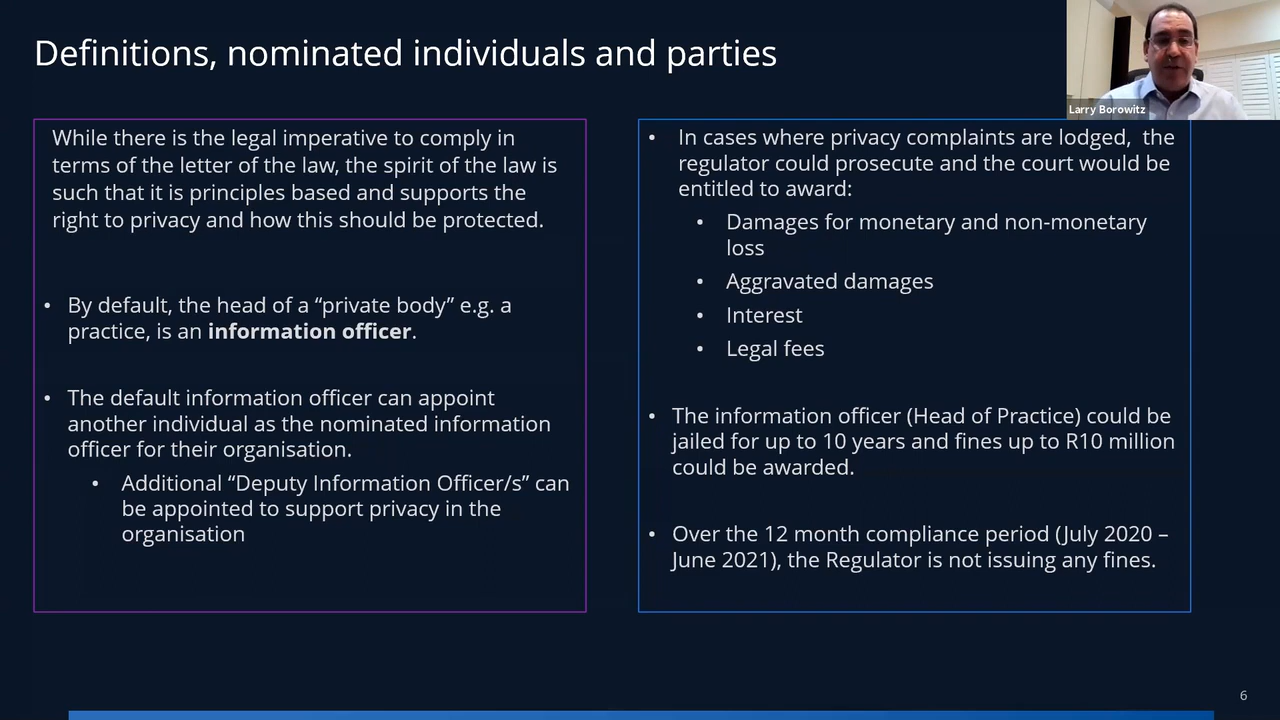 Definitions, nominated individuals and parties
Larry Borowitz
While there is the legal imperative to comply in
terms of the letter of the law, the spirit of the law is
such that it is principles based and supports the
right to privacy and how this should be protected.
• By default, the head of a “private body” e.g. a
practice, is an information officer.
• The default information officer can appoint
another individual as the nominated information
officer for their organisation.
• Additional “Deputy Information Officer/s” can
be appointed to support privacy in the
organisation
• In cases where privacy complaints are lodged,  the
regulator could prosecute and the court would be
entitled to award:
• Damages for monetary and non-monetary
loss
• Aggravated damages
• Interest
• Legal fees
• The information officer (Head of Practice) could be
jailed for up to 10 years and fines up to R10 million
could be awarded.
• Over the 12 month compliance period (July 2020 –
June 2021), the Regulator is not issuing any fines.
6